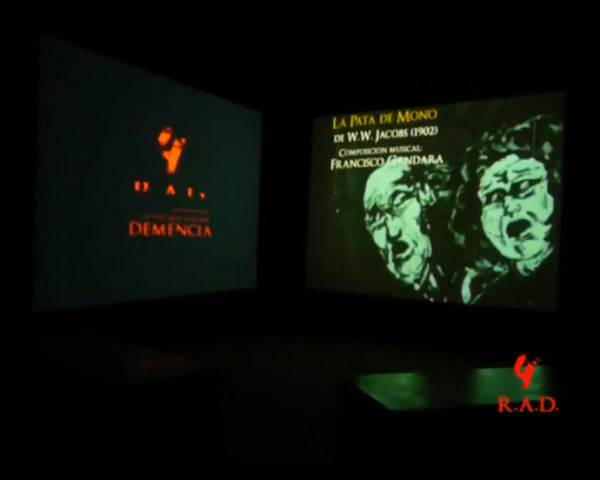 DEMENCIA
LA PATA DE MONO
DE W.W. JACOBS (1902)
COMPOSICION MUSICAL:
FRANCISCO GANDARA
R.A.D.